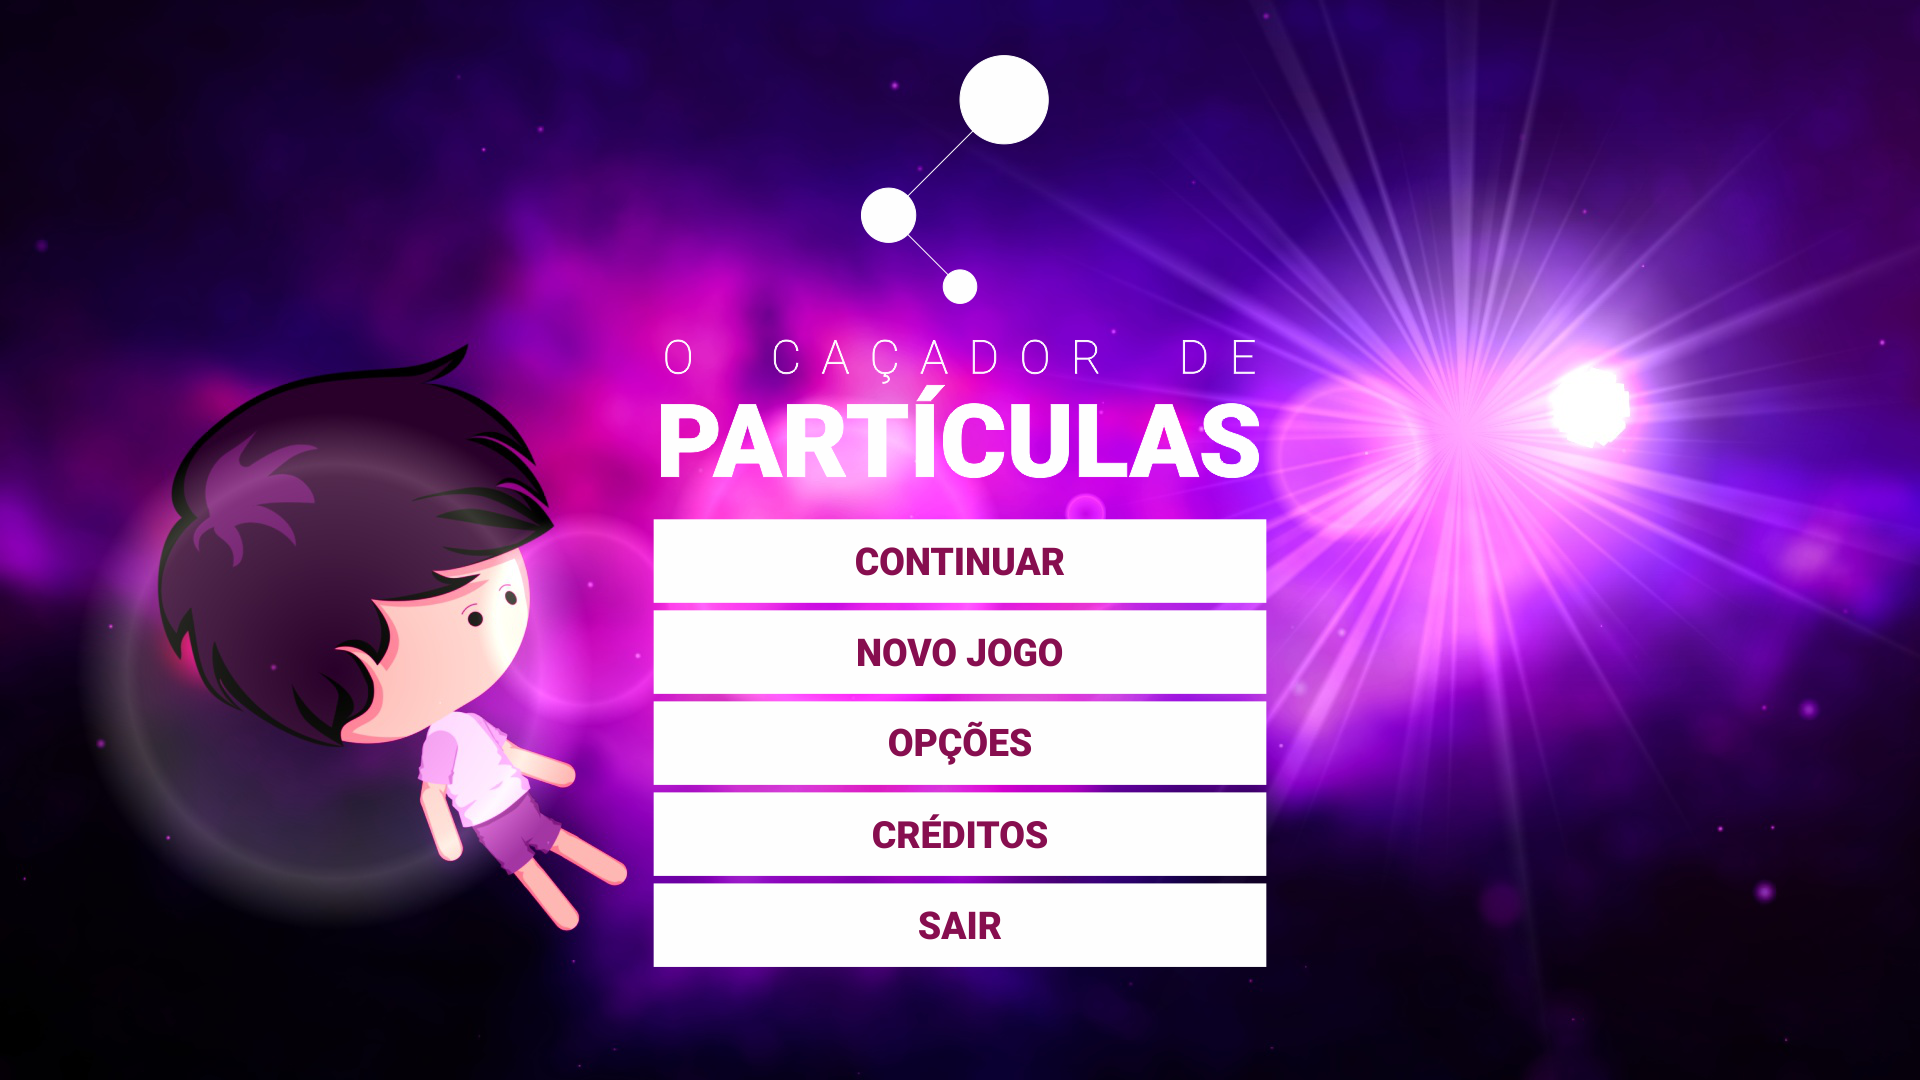 O CAÇADOR DE
PARTÍCULAS
CONTINUAR
NOVO JOGO
OPÇÕES
CRÉDITOS
SAIR